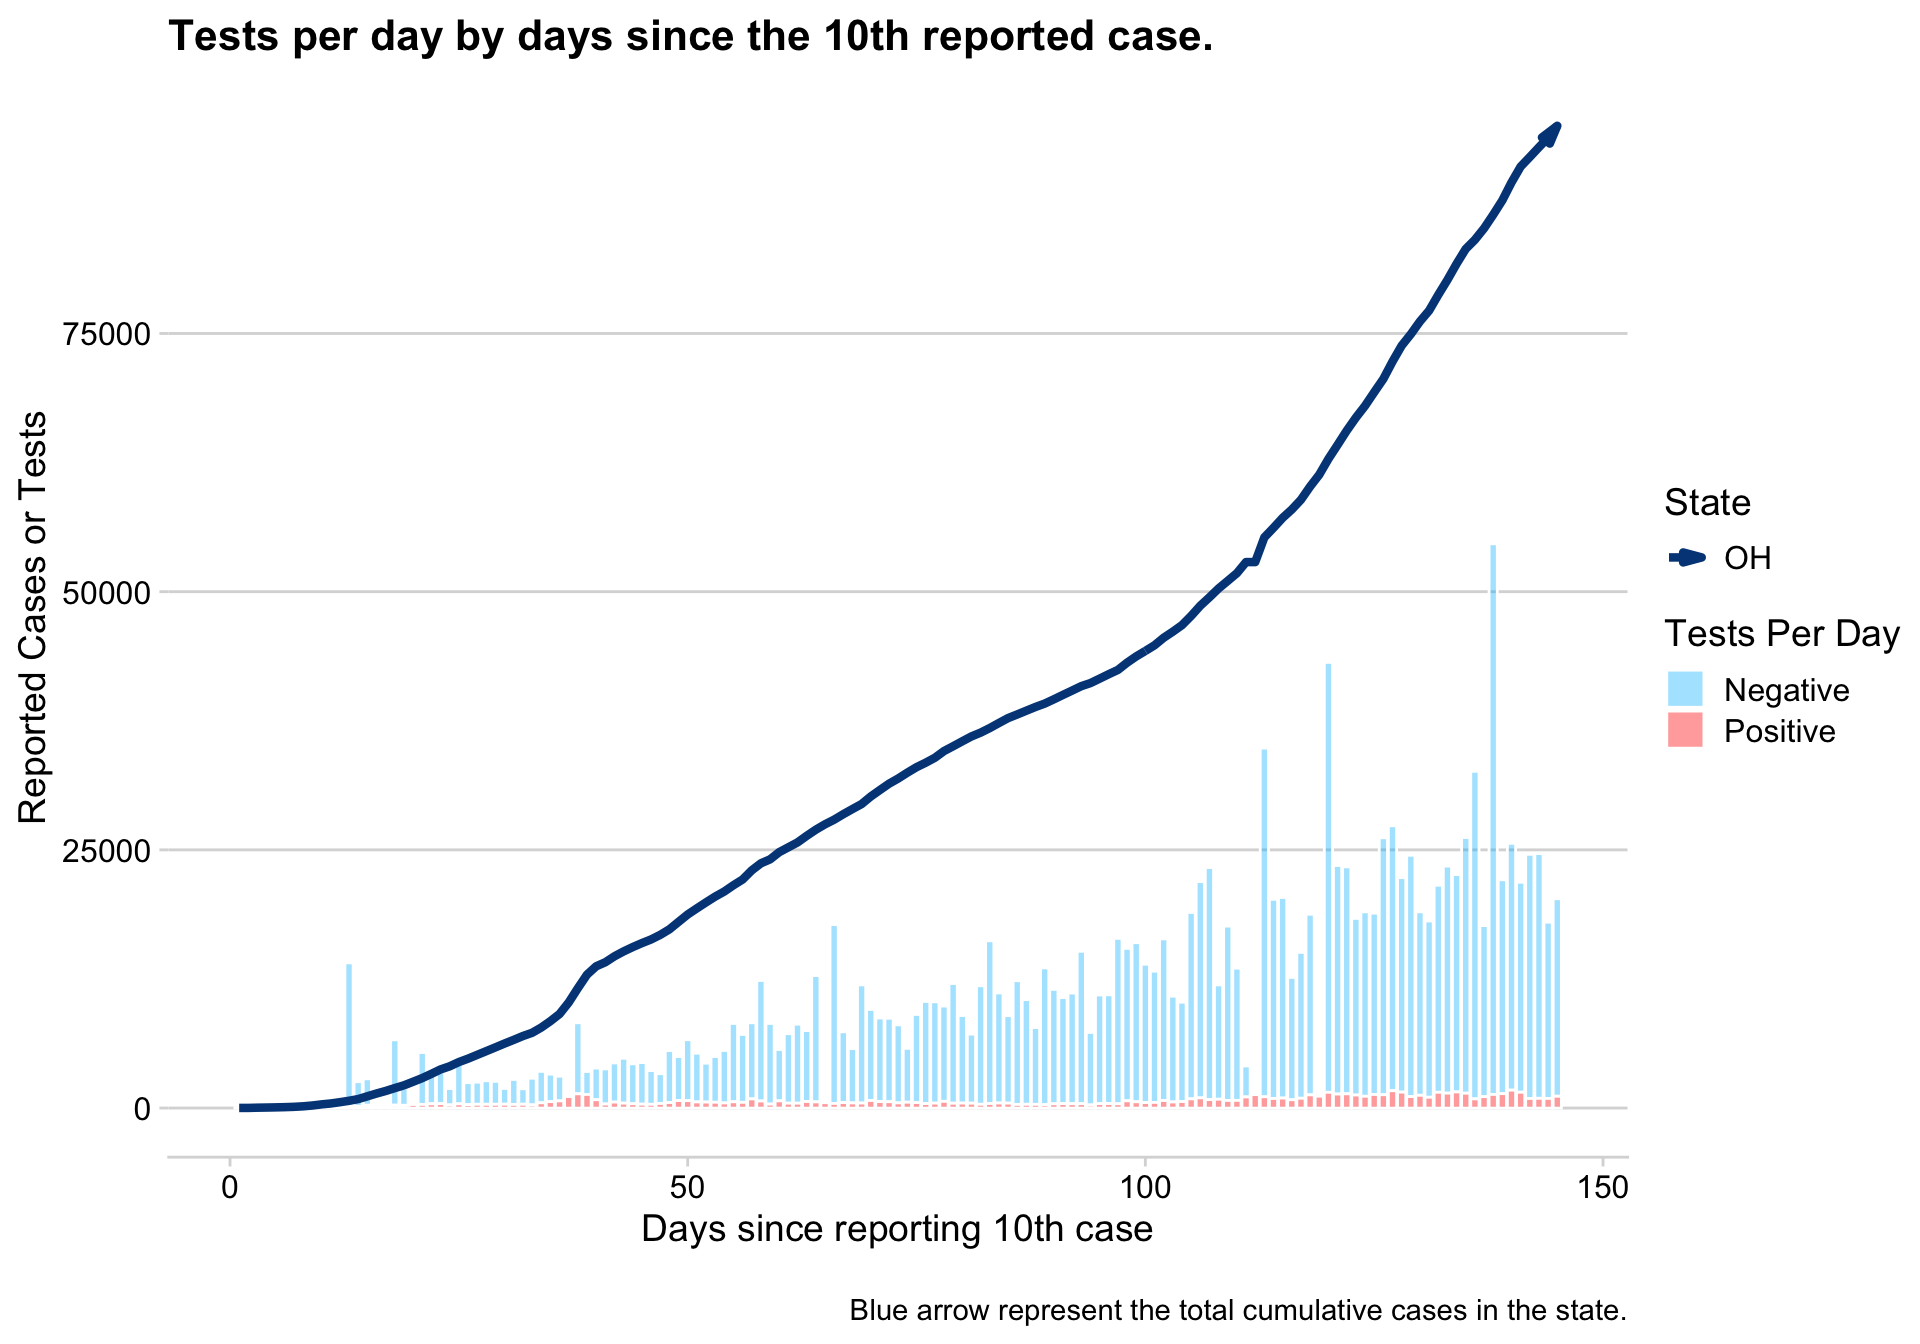 Tests per day by days since the 10th reported case.
Reported Cases or Tests
75000
50000
25000
0
0
50
100
150
Days since reporting 10th case
State
OH
Tests Per Day
Negative
Positive
Blue arrow represent the total cumulative cases in the state.